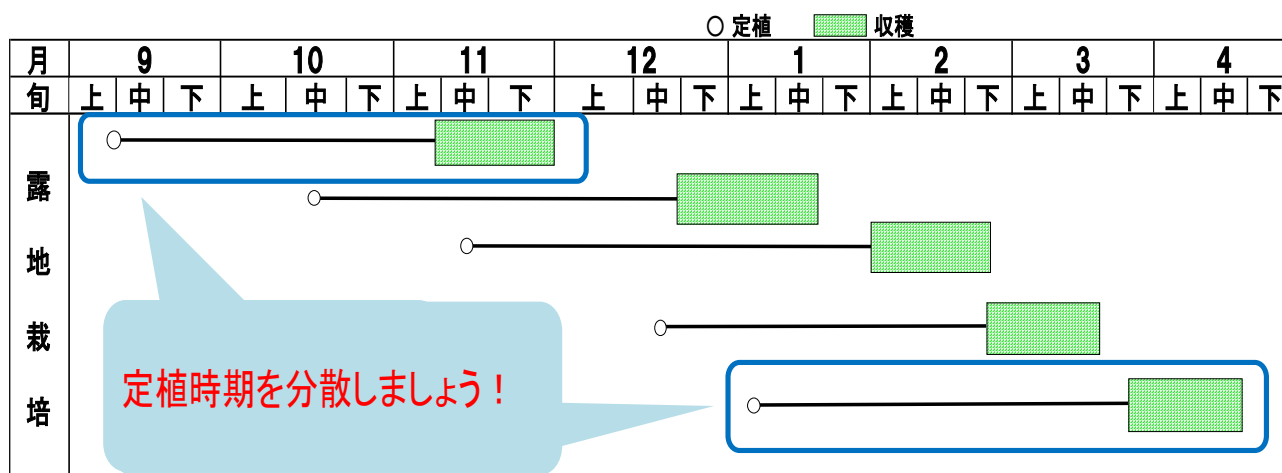 ○ 定植 収穫
月 9 10 11 12 1 2 3 4
旬 上 中 下 上 中 下 上 中 下 上 中 下 上 中 下 上 中 下 上 中 下 上 中 下
露
地
栽
培
定植時期を分散しましょう！